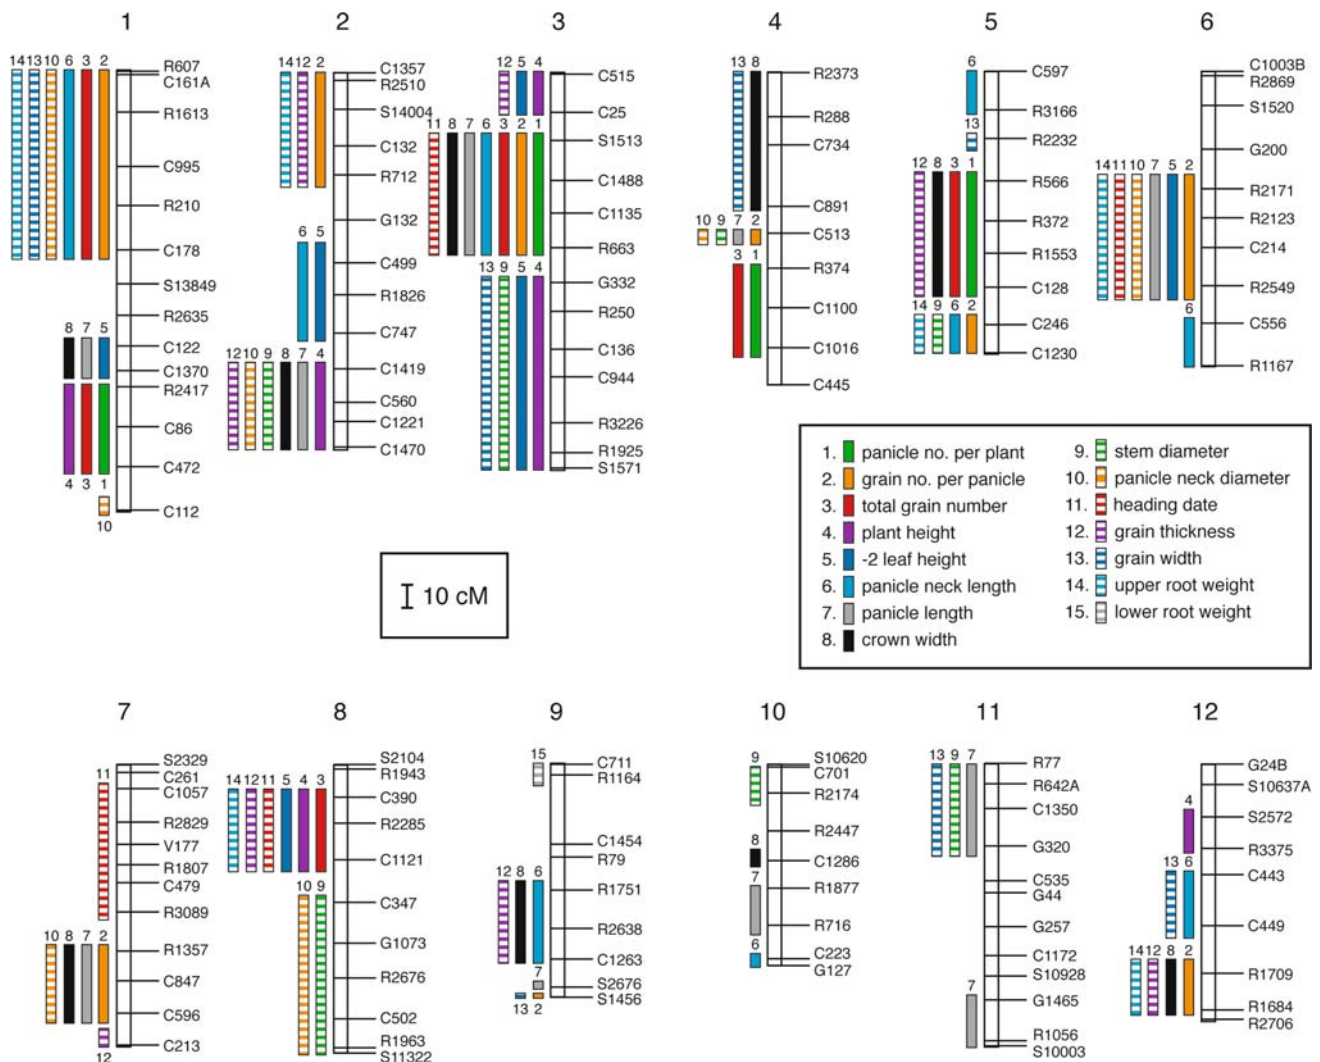 1 2 3 4 5 6
14 13 10 6 3 2
R607
C161A
R1613
C995
R210
C178
S13849
R2635
8 7 5
C122
C1370
R2417
C86
C472
4 3 1
C112
10
14 12 2
C1357
R2510
S14004
C132
R712
G132
6 5
C499
R1826
C747
12 10 9 8 7 4
C1419
C560
C1221
C1470
12 5 4
C515
C25
11 8 7 6 3 2 1
S1513
C1488
C1135
R663
13 9 5 4
G332
R250
C136
C944
R3226
R1925
S1571
13 8
R2373
R288
C734
C891
10 9 7 2
C513
3 1
R374
C1100
C1016
C445
6
C597
R3166
13
R2232
12 8 3 1
R566
R372
R1553
C128
14 9 6 2
C246
C1230
C1003B
R2869
S1520
G200
14 11 10 7 5 2
R2171
R2123
C214
R2549
6
C556
R1167
10 cM
1. panicle no. per plant
2. grain no. per panicle
3. total grain number
4. plant height
5. -2 leaf height
6. panicle neck length
7. panicle length
8. crown width
9. stem diameter
10. panicle neck diameter
11. heading date
12. grain thickness
13. grain width
14. upper root weight
15. lower root weight
7 8 9 10 11 12
S2329
C261
11
C1057
R2829
V177
R1807
C479
R3089
10 8 7 2
R1357
C847
C596
C213
12
S2104
R1943
14 12 11 5 4 3
C390
R2285
C1121
10 9
C347
G1073
R2676
C502
R1963
S11322
15
C711
R1164
C1454
R79
12 8 6
R1751
R2638
C1263
7
S2676
S1456
13 2
9
S10620
C701
R2174
R2447
8
C1286
7
R1877
R716
6
C223
G127
13 9 7
R77
R642A
C1350
G320
C535
G44
G257
C1172
S10928
7
G1465
R1056
S10003
G24B
S10637A
4
S2572
R3375
13 6
C443
C449
14 12 8 2
R1709
R1684
R2706